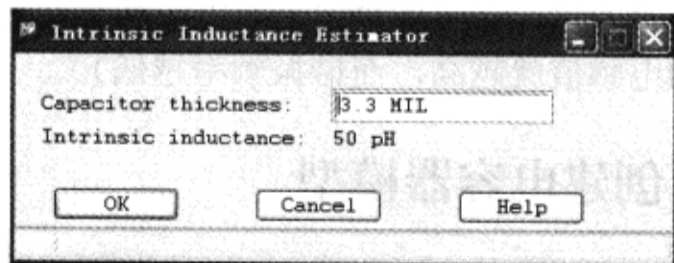 Intrinsic Inductance Estimator
Capacitor thickness: 3.3 MIL
Intrinsic inductance: 50 pH
OK Cancel Help